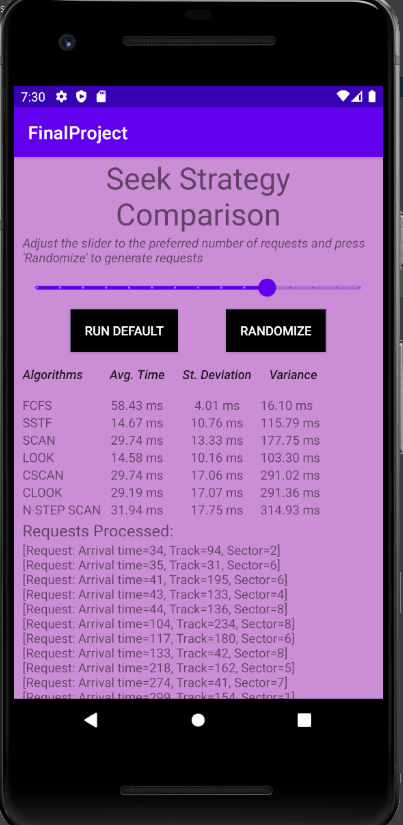 7:30
FinalProject
Seek Strategy
Comparison
Adjust the slider to the preferred number of requests and press
'Randomize' to generate requests
RUN DEFAULT RANDOMIZE
Algorithms Avg. Time St. Deviation Variance
FCFS 58.43 ms 4.01 ms 16.10 ms
SSTF 14.67 ms 10.76 ms 115.79 ms
SCAN 29.74 ms 13.33 ms 177.75 ms
LOOK 14.58 ms 10.16 ms 103.30 ms
CSCAN 29.74 ms 17.06 ms 291.02 ms
CLOOK 29.19 ms 17.07 ms 291.36 ms
N-STEP SCAN 31.94 ms 17.75 ms 314.93 ms
Requests Processed:
[Request: Arrival time=34, Track=94, Sector=2]
[Request: Arrival time=35, Track=31, Sector=6]
[Request: Arrival time=41, Track=195, Sector=6]
[Request: Arrival time=43, Track=133, Sector=4]
[Request: Arrival time=44, Track=136, Sector=8]
[Request: Arrival time=104, Track=234, Sector=8]
[Request: Arrival time=117, Track=180, Sector=6]
[Request: Arrival time=133, Track=42, Sector=8]
[Request: Arrival time=218, Track=162, Sector=5]
[Request: Arrival time=274, Track=41, Sector=7]
[Request: Arrival time=299, Track=154, Sector=1]